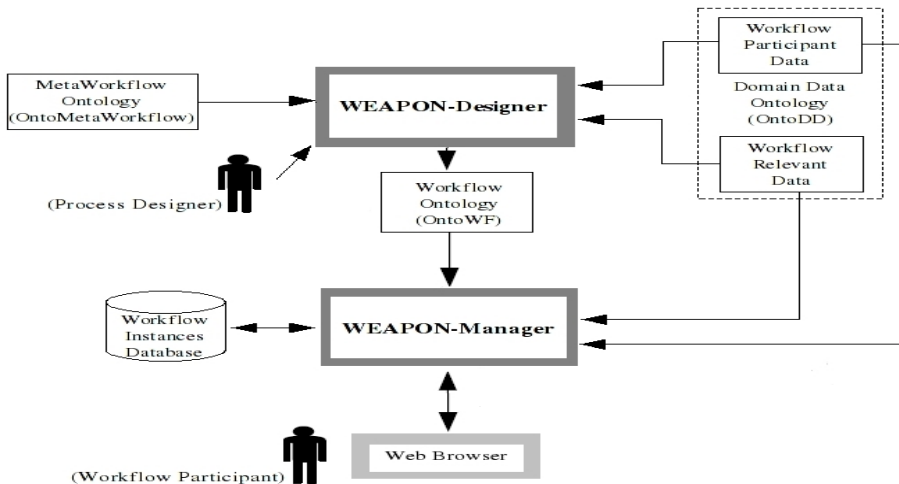 Workflow
Participant
Data
MetaWorkflow
Ontology
(OntoMetaWorkflow)
WEAPON-Designer
Domain Data
Ontology
(OntoDD)
Workflow
Relevant
Data
(Process Designer)
Workflow
Ontology
(OntoWF)
Workflow
Instances
Database
WEAPON-Manager
Web Browser
(Workflow Participant)